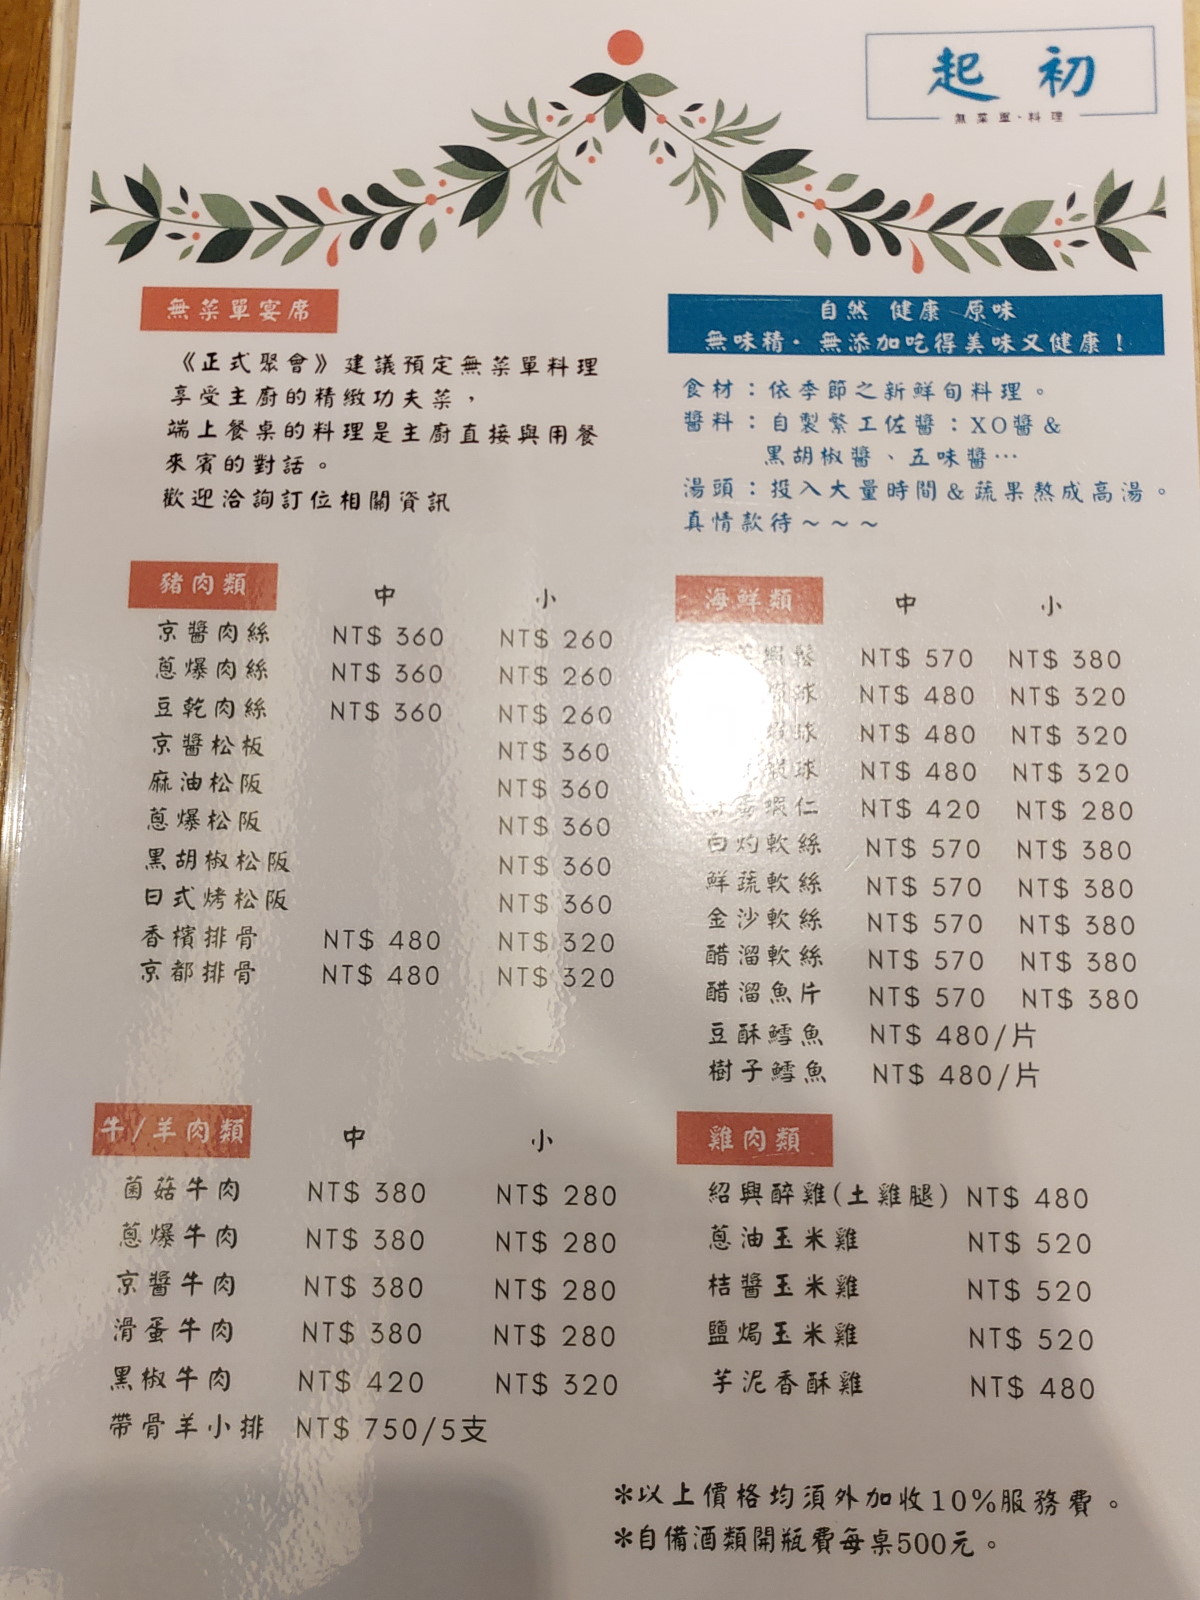 起初
無菜單·料理
無菜單宴席
《正式聚會》建議預定無菜單料理
享受主廚的精緻功夫菜，
端上餐桌的料理是主廚直接與用餐
來賓的對話。
歡迎洽詢訂位相關資訊
自然 健康 原味
無味精·無添加吃得美味又健康！
食材：依季節之新鮮旬料理。
醬料：自製繁工佐醬：XO醬＆
黑胡椒醬、五味醬…
湯頭：投入大量時間＆蔬果熬成高湯。
真情款待～～～
豬肉類 中 小
京醬肉絲 NT$ 360 NT$ 260
蔥爆肉絲 NT$ 360 NT$ 260
豆乾肉絲 NT$ 360 NT$ 260
京醬松板 NT$ 360
麻油松阪 NT$ 360
蔥爆松阪 NT$ 360
黑胡椒松阪 NT$ 360
日式烤松阪 NT$ 360
香檳排骨 NT$ 480 NT$ 320
京都排骨 NT$ 480 NT$ 320
海鮮類 中 小
蝦鬆 NT$ 570 NT$ 380
球 NT$ 480 NT$ 320
蝦球 NT$ 480 NT$ 320
球 NT$ 480 NT$ 320
蝦仁 NT$ 420 NT$ 280
白灼軟絲 NT$ 570 NT$ 380
鮮蔬軟絲 NT$ 570 NT$ 380
金沙軟絲 NT$ 570 NT$ 380
醋溜軟絲 NT$ 570 NT$ 380
醋溜魚片 NT$ 570 NT$ 380
豆酥鱈魚 NT$ 480/片
樹子鱈魚 NT$ 480/片
牛/羊肉類 中 小
菌菇牛肉 NT$ 380 NT$ 280
蔥爆牛肉 NT$ 380 NT$ 280
京醬牛肉 NT$ 380 NT$ 280
滑蛋牛肉 NT$ 380 NT$ 280
黑椒牛肉 NT$ 420 NT$ 320
帶骨羊小排 NT$ 750/5支
雞肉類
紹興醉雞(土雞腿) NT$ 480
蔥油玉米雞 NT$ 520
桔醬玉米雞 NT$ 520
鹽焗玉米雞 NT$ 520
芋泥香酥雞 NT$ 480
＊以上價格均須外加收10%服務費。
＊自備酒類開瓶費每桌500元。